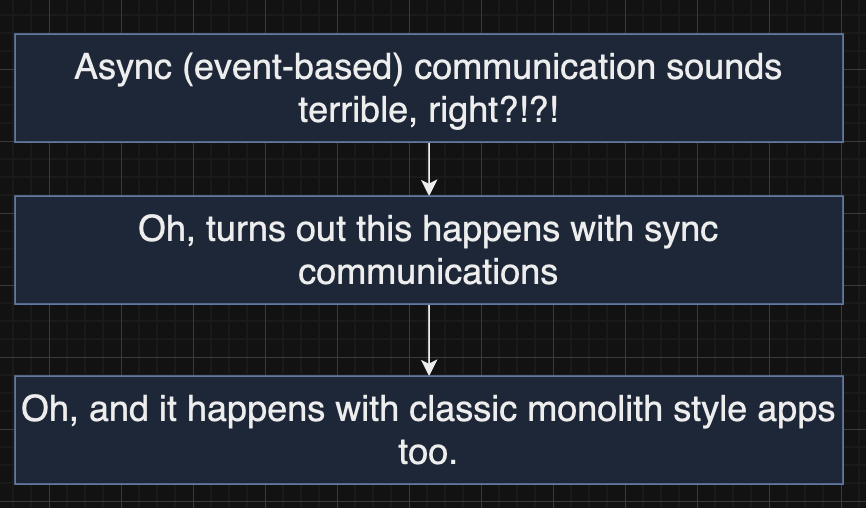 Async (event-based) communication sounds
terrible, right?!?!
Oh, turns out this happens with sync
communications
Oh, and it happens with classic monolith style apps
too.